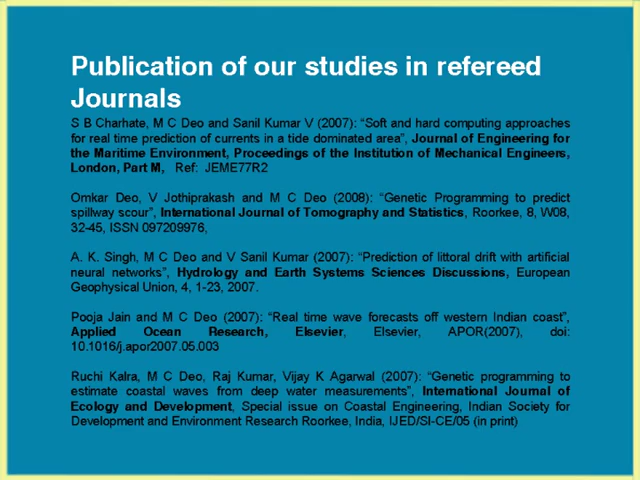 Publication of our studies in refereed
Journals
S B Charhate, M C Deo and Sanil Kumar V (2007): “Soft and hard computing approaches
for real time prediction of currents in a tide dominated area”, Journal of Engineering for
the Maritime Environment, Proceedings of the Institution of Mechanical Engineers,
London, Part M, Ref: JEME77R2
Omkar Deo, V Jothiprakash and M C Deo (2008): “Genetic Programming to predict
spillway scour”, International Journal of Tomography and Statistics, Roorkee, 8, W08,
32-45, ISSN 097209976,
A. K. Singh, M C Deo and V Sanil Kumar (2007): “Prediction of littoral drift with artificial
neural networks”, Hydrology and Earth Systems Sciences Discussions, European
Geophysical Union, 4, 1-23, 2007.
Pooja Jain and M C Deo (2007): “Real time wave forecasts off western Indian coast”,
Applied Ocean Research, Elsevier, Elsevier, APOR(2007), doi:
10.1016/j.apor2007.05.003
Ruchi Kalra, M C Deo, Raj Kumar, Vijay K Agarwal (2007): “Genetic programming to
estimate coastal waves from deep water measurements”, International Journal of
Ecology and Development, Special issue on Coastal Engineering, Indian Society for
Development and Environment Research Roorkee, India, IJED/SI-CE/05 (in print)